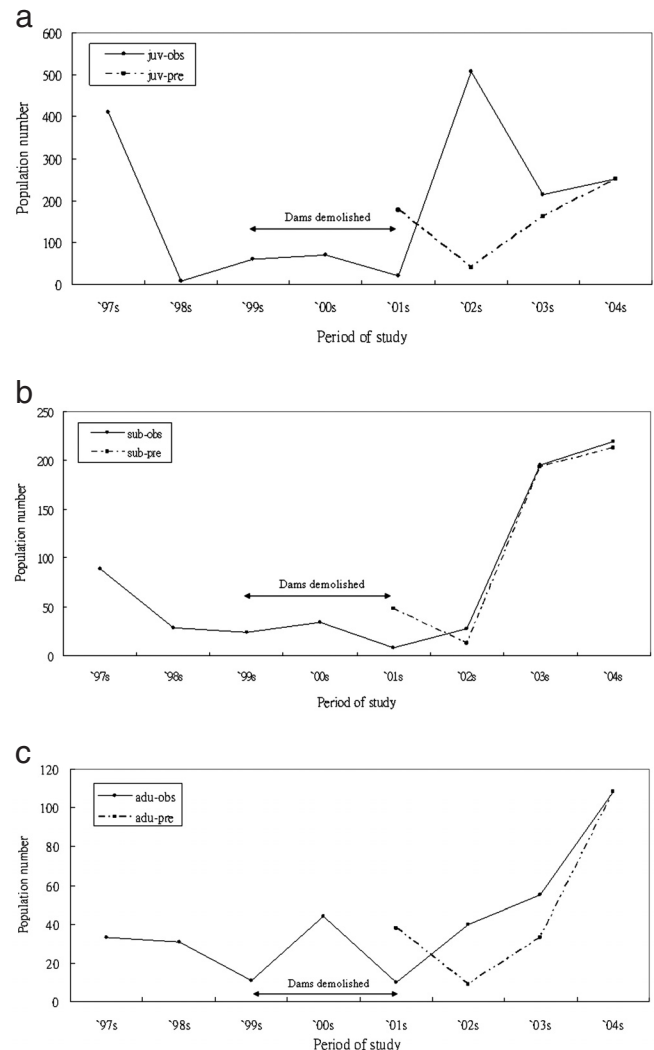 a
600
500
400
300
200
100
0
Population number
juv-obs
juv-pre
Dams demolished
`97s `98s `99s `00s `01s `02s `03s `04s
Period of study
b
250
200
150
100
50
0
Population number
sub-obs
sub-pre
Dams demolished
`97s `98s `99s `00s `01s `02s `03s `04s
Period of study
c
120
100
80
60
40
20
0
Population number
adu-obs
adu-pre
Dams demolished
`97s `98s `99s `00s `01s `02s `03s `04s
Period of study